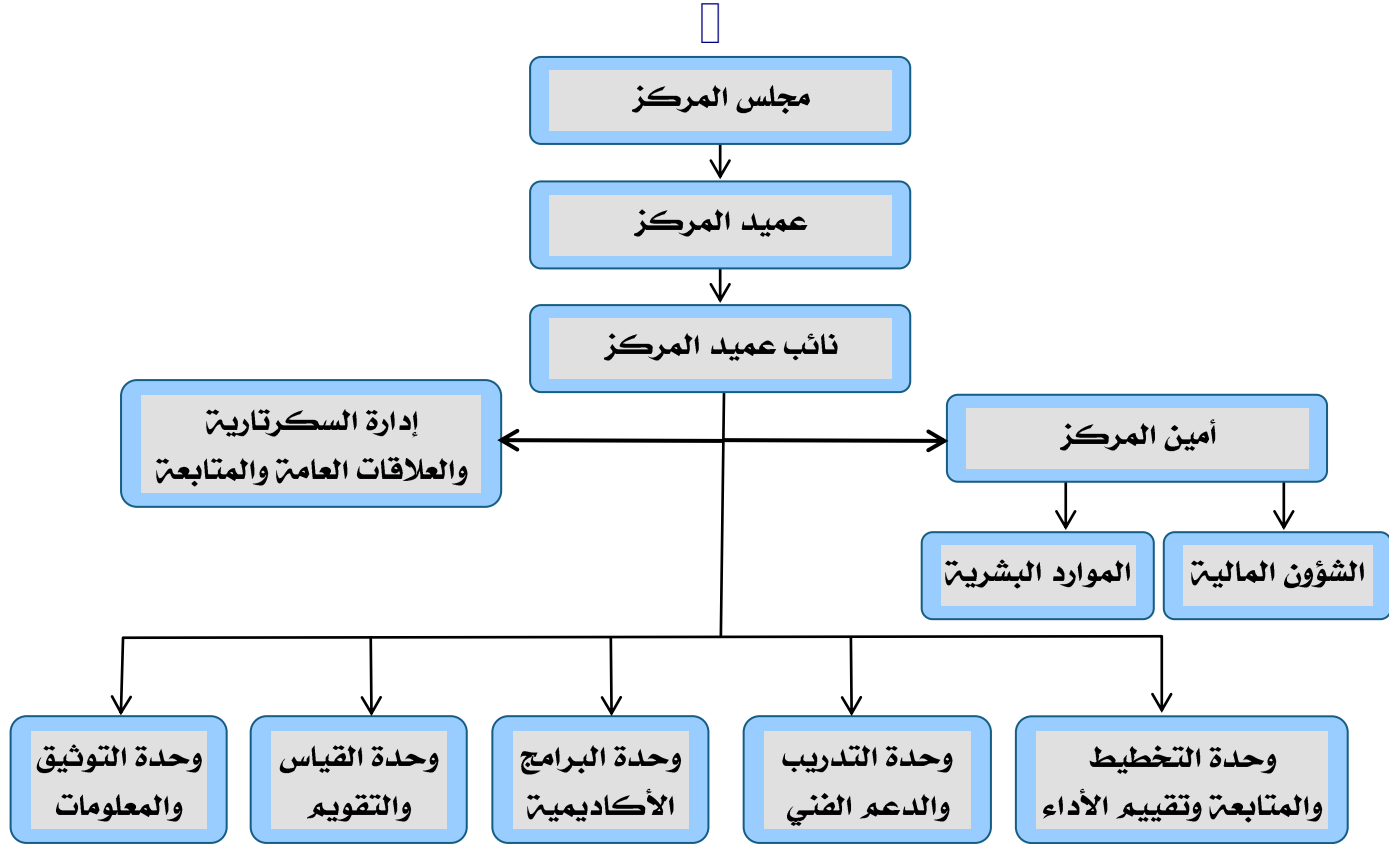 مجلس المركز
عميد المركز
نائب عميد المركز
أمين المركز
إدارة السكرتارية
والعلاقات العامة والمتابعة
الشؤون المالية
الموارد البشرية
وحدة التخطيط
والمتابعة وتقييم الأداء
وحدة التدريب
والدعم الفني
وحدة البرامج
الأكاديمية
وحدة القياس
والتقويم
وحدة التوثيق
والمعلومات